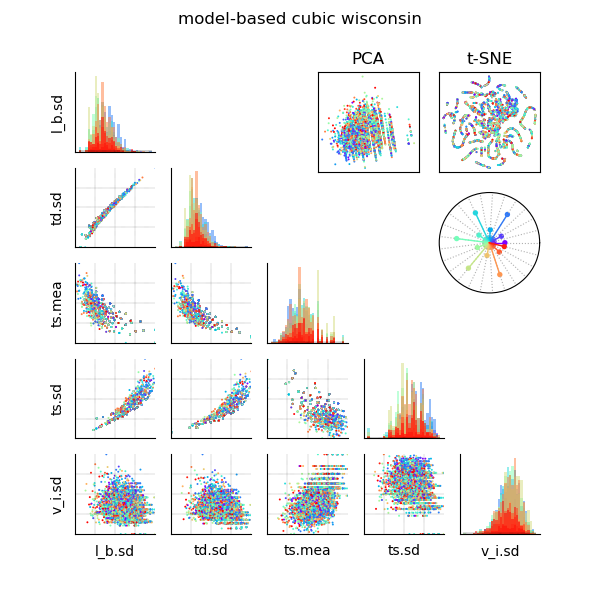 model-based cubic wisconsin
PCA
t-SNE
l_b.sd
td.sd
ts.mea
ts.sd
v_i.sd
l_b.sd
td.sd
ts.mea
ts.sd
v_i.sd